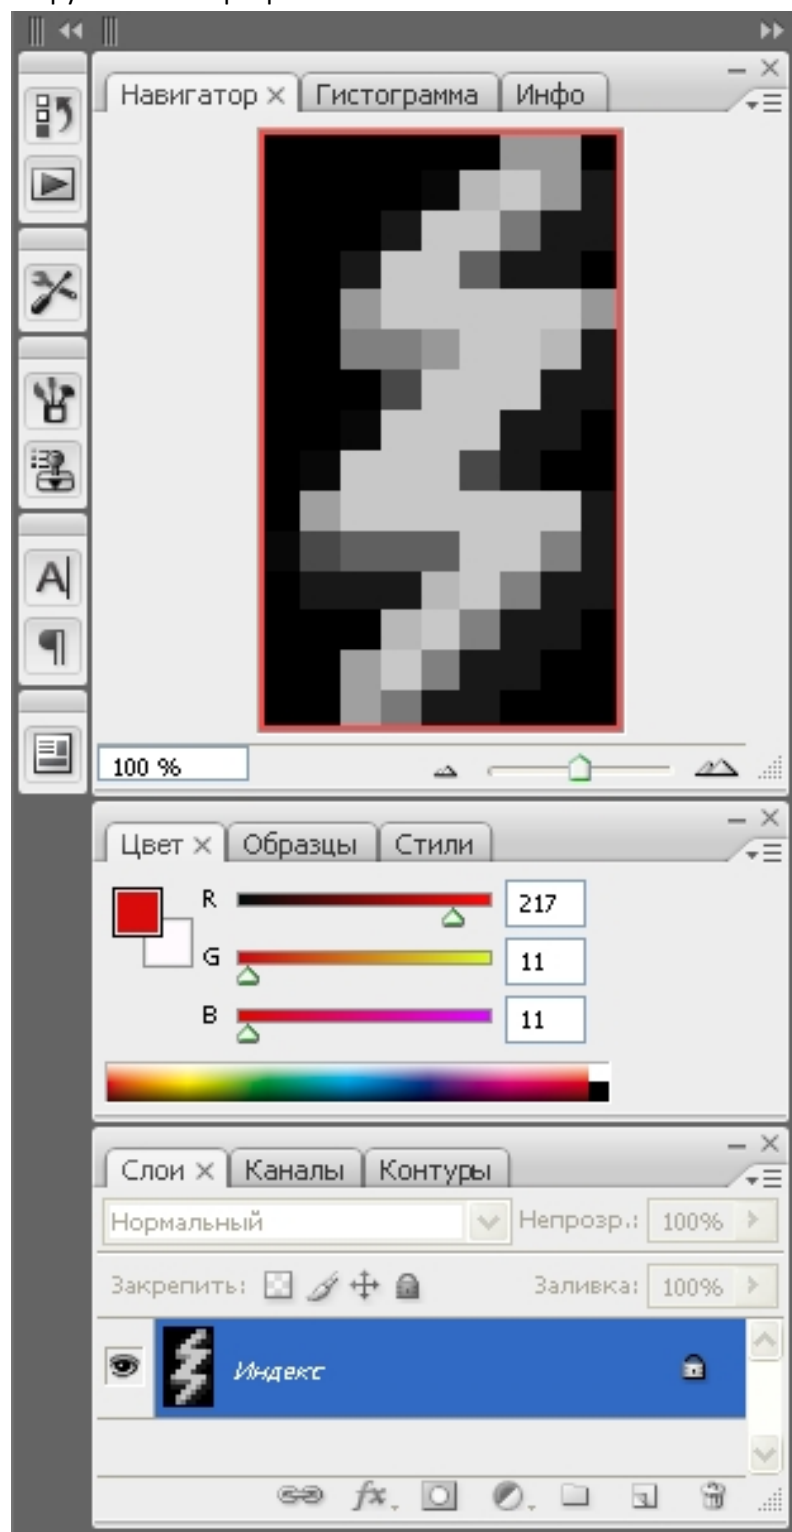 Навигатор × Гистограмма Инфо
A
¶
100 %
Цвет × Образцы Стили
R 217
G 11
B 11
Слои × Каналы Контуры
Нормальный Непрозр.: 100%
Закрепить: Заливка: 100%
Индекс
fx.